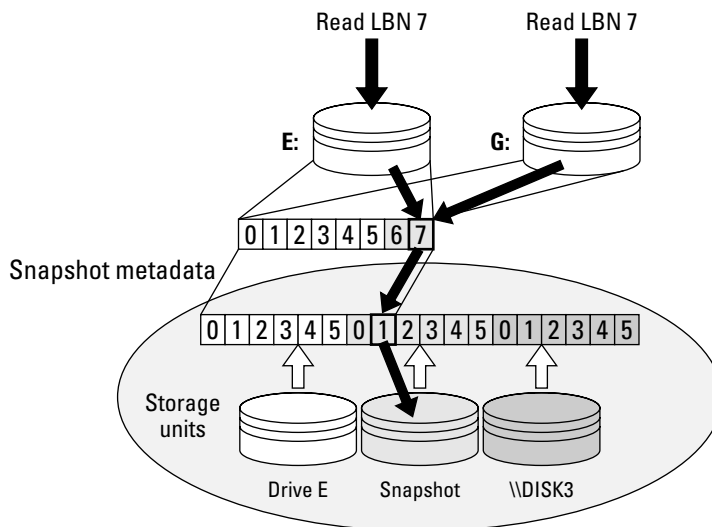 Read LBN 7 Read LBN 7
E: G:
0 1 2 3 4 5 6 7
Snapshot metadata
0 1 2 3 4 5 0 1 2 3 4 5 0 1 2 3 4 5
Storage
units
Drive E Snapshot \\DISK3